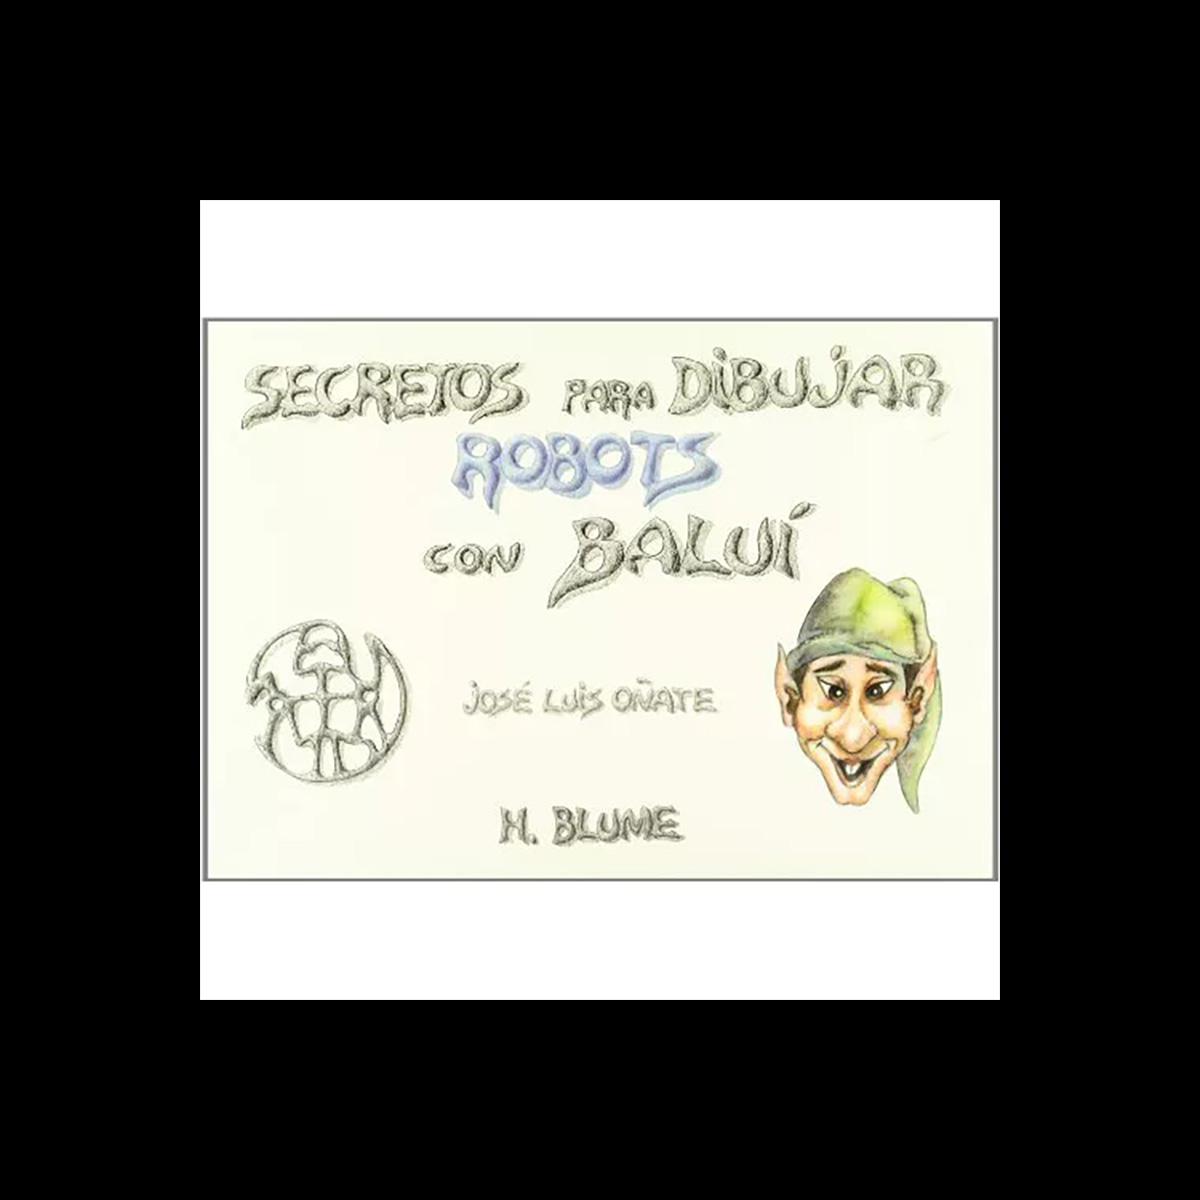 SECRETOS PARA DIBUJAR
ROBOTS
CON BALUÍ
JOSÉ LUIS OÑATE
H. BLUME